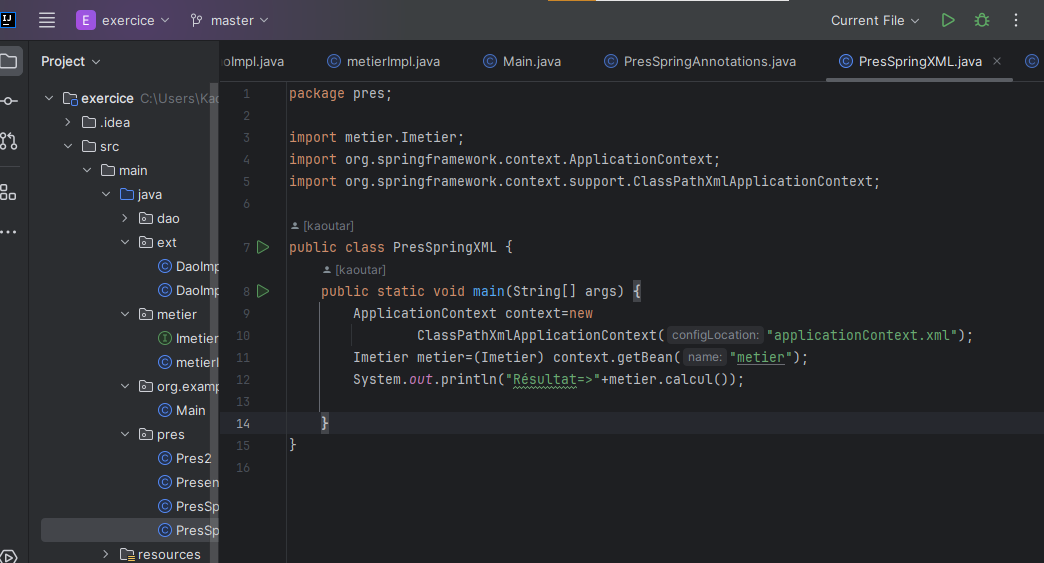 IJ
E exercice master Current File
Project
oImpl.java metierImpl.java Main.java PresSpringAnnotations.java PresSpringXML.java
exercice C:\Users\Kao
.idea
src
main
java
dao
ext
DaoImp
DaoImp
metier
Imetier
metierI
org.examp
Main
pres
Pres2
Presen
PresSp
PresSp
resources
1 package pres;
2
3 import metier.Imetier;
4 import org.springframework.context.ApplicationContext;
5 import org.springframework.context.support.ClassPathXmlApplicationContext;
6
[kaoutar]
7 public class PresSpringXML {
[kaoutar]
8 public static void main(String[] args) {
9 ApplicationContext context=new
10 ClassPathXmlApplicationContext( configLocation: "applicationContext.xml");
11 Imetier metier=(Imetier) context.getBean( name: "metier");
12 System.out.println("Résultat=>"+metier.calcul());
13
14 }
15 }
16